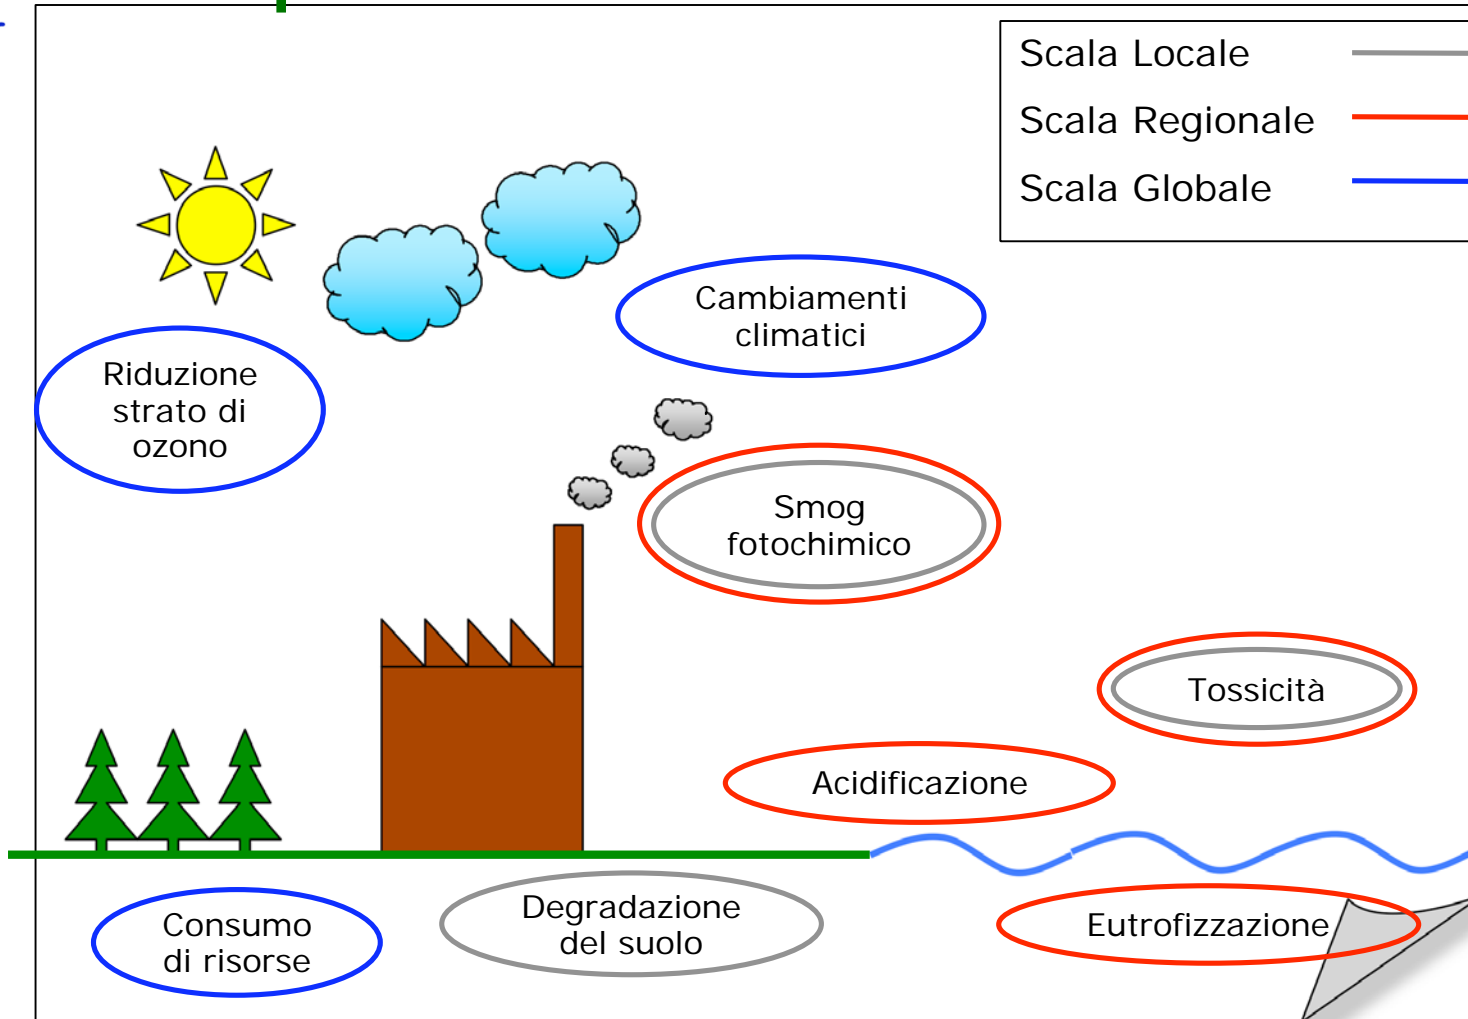 Scala Locale
Scala Regionale
Scala Globale
Cambiamenti
climatici
Riduzione
strato di
ozono
Smog
fotochimico
Tossicità
Acidificazione
Degradazione
del suolo
Consumo
di risorse
Eutrofizzazione